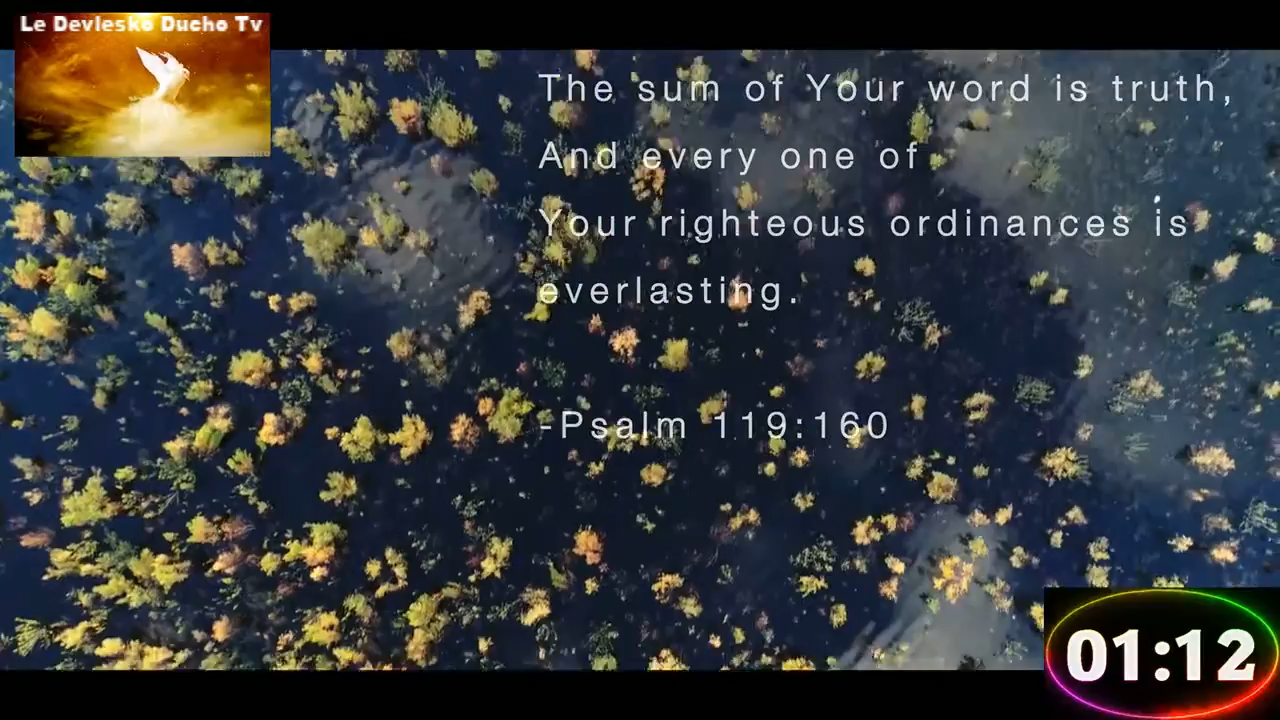 Le Devlesko Ducho Tv
The sum of Your word is truth,
And every one of
Your righteous ordinances is
everlasting.
-Psalm 119:160
01:12